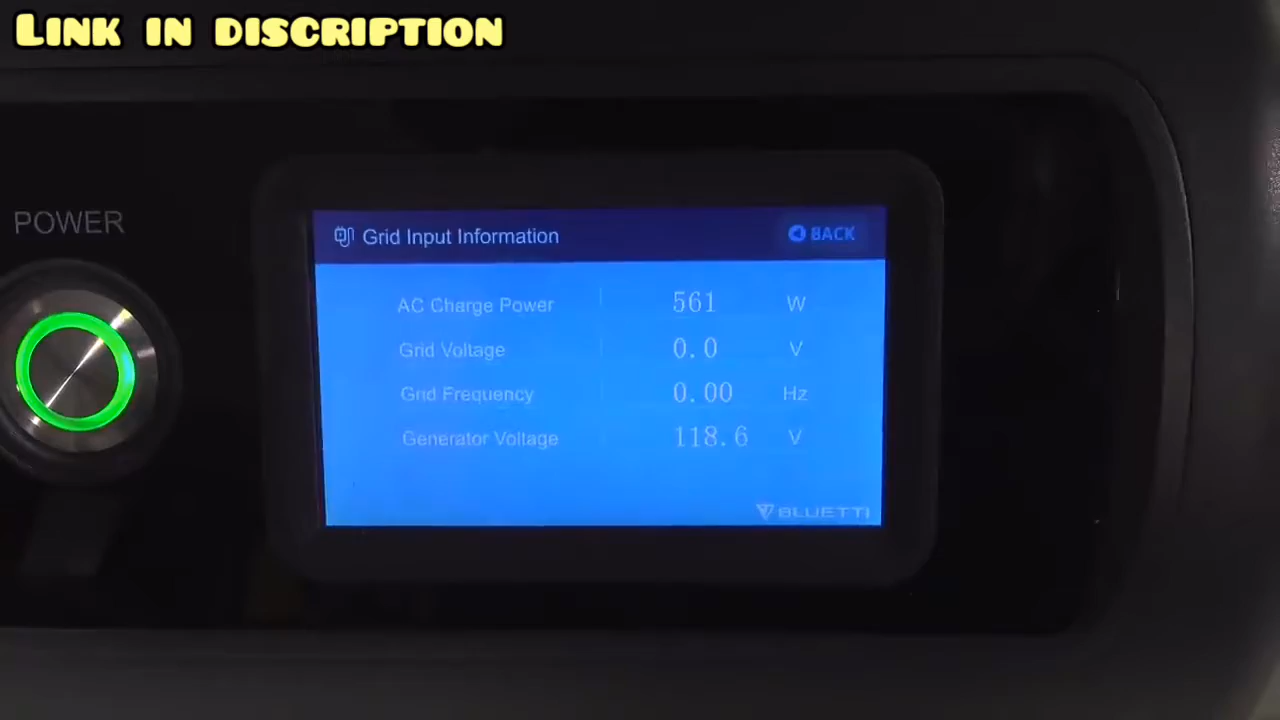 LINK IN DISCRIPTION
POWER
Grid Input Information
BACK
AC Charge Power 561 W
Grid Voltage 0.0 V
Grid Frequency 0.00 Hz
Generator Voltage 118.6 V
BLUETTI